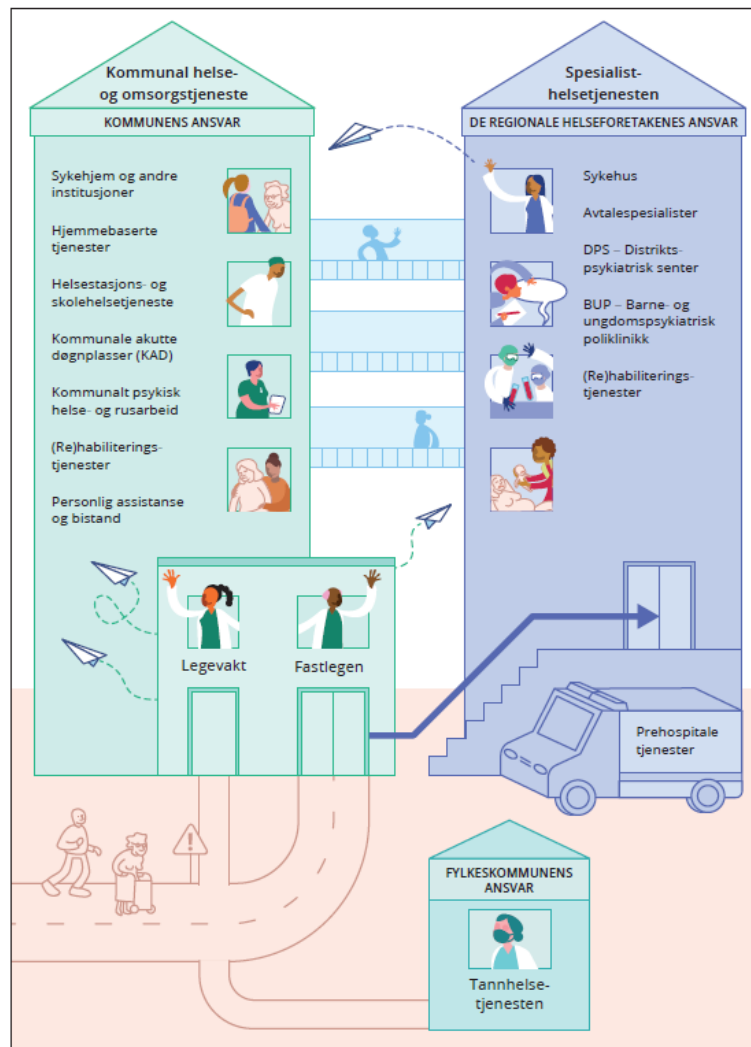 Kommunal helse-
og omsorgstjeneste
KOMMUNENS ANSVAR
Sykehjem og andre
institusjoner
Hjemmebaserte
tjenester
Helsestasjons- og
skolehelsetjeneste
Kommunale akutte
døgnplasser (KAD)
Kommunalt psykisk
helse- og rusarbeid
(Re)habiliterings-
tjenester
Personlig assistanse
og bistand
Legevakt
Fastlegen
Spesialist-
helsetjenesten
DE REGIONALE HELSEFORETAKENES ANSVAR
Sykehus
Avtalespesialister
DPS – Distrikts-
psykiatrisk senter
BUP – Barne- og
ungdomspsykiatrisk
poliklinikk
(Re)habiliterings-
tjenester
Prehospitale
tjenester
FYLKESKOMMUNENS
ANSVAR
Tannhelse-
tjenesten